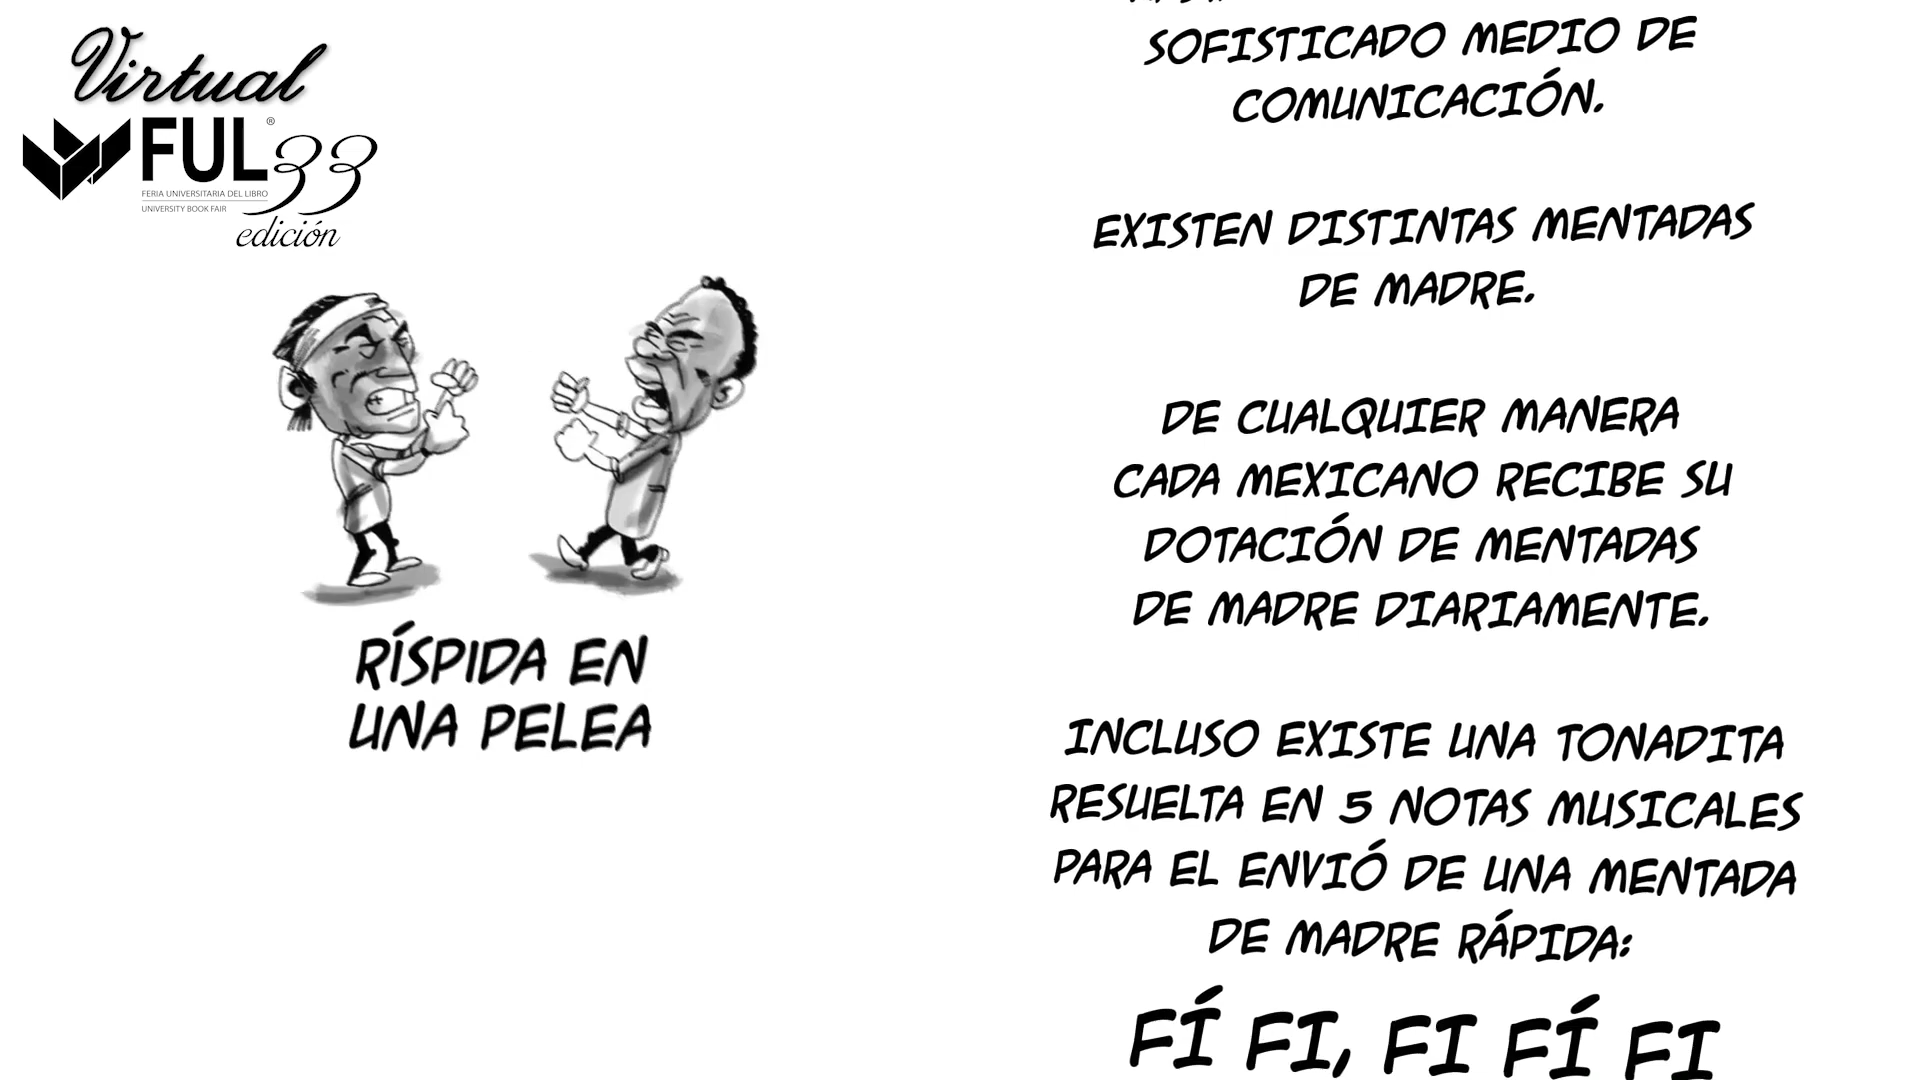 Virtual
FUL®
33
FERIA UNIVERSITARIA DEL LIBRO
UNIVERSITY BOOK FAIR
edición
RÍSPIDA EN
UNA PELEA
SOFISTICADO MEDIO DE
COMUNICACIÓN.
EXISTEN DISTINTAS MENTADAS
DE MADRE.
DE CUALQUIER MANERA
CADA MEXICANO RECIBE SU
DOTACIÓN DE MENTADAS
DE MADRE DIARIAMENTE.
INCLUSO EXISTE UNA TONADITA
RESUELTA EN 5 NOTAS MUSICALES
PARA EL ENVIÓ DE UNA MENTADA
DE MADRE RÁPIDA:
FÍ FI, FI FÍ FI